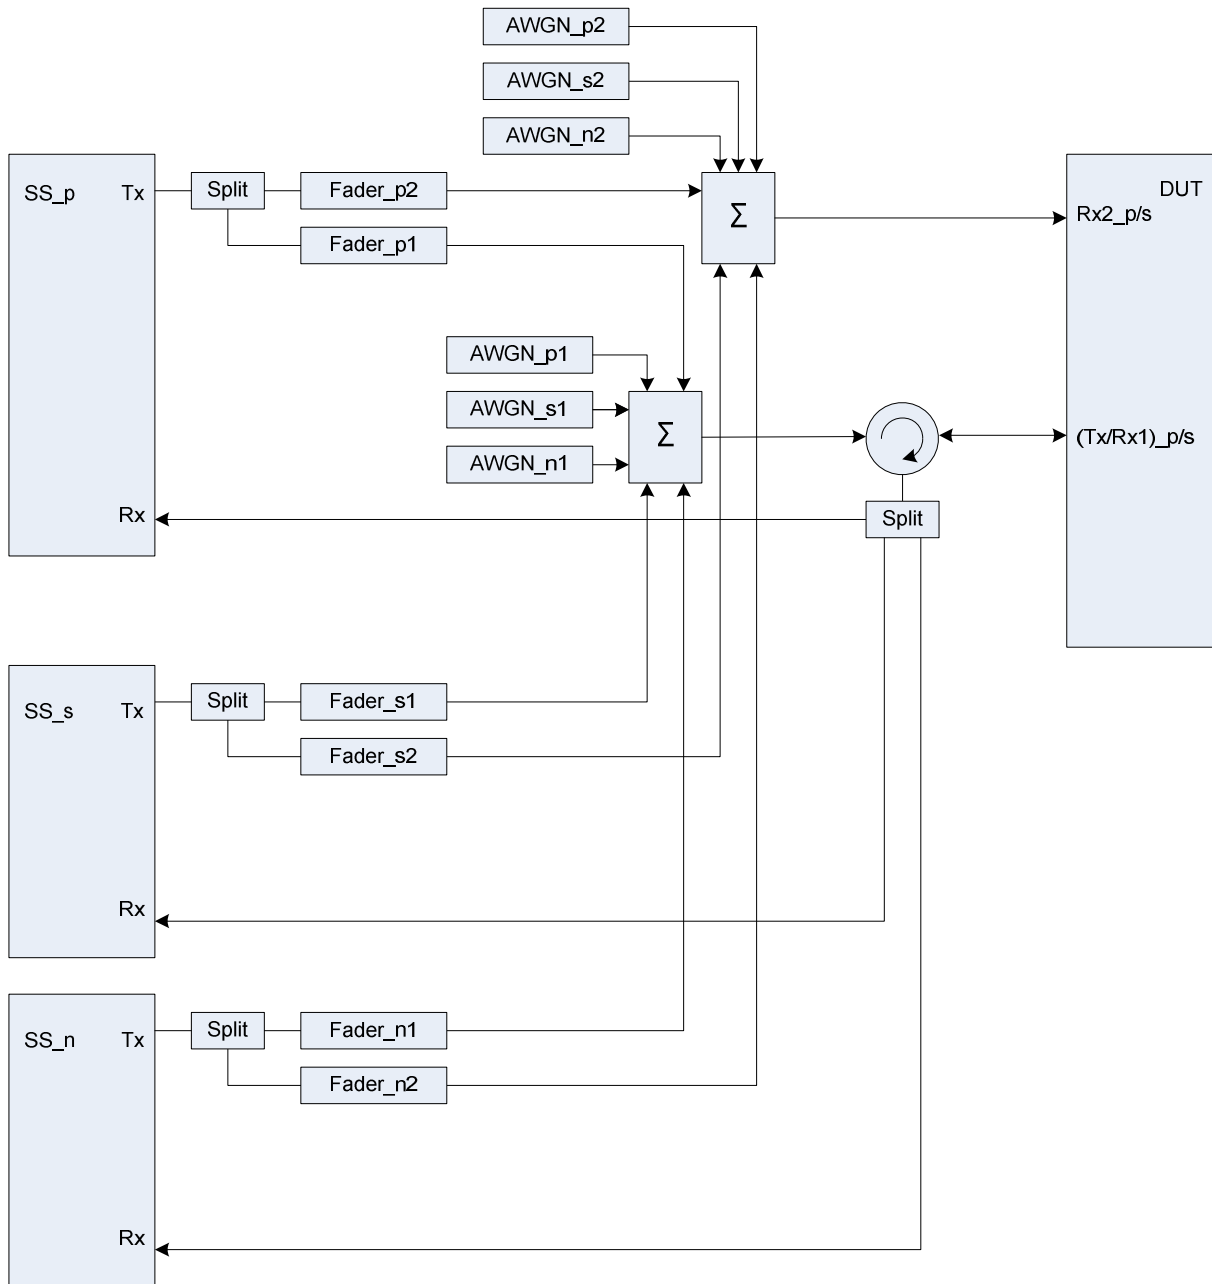 AWGN_p2
AWGN_s2
AWGN_n2
SS_p Tx
Split
Fader_p2
Fader_p1
Σ
DUT
Rx2_p/s
AWGN_p1
AWGN_s1
AWGN_n1
Σ
(Tx/Rx1)_p/s
Rx
Split
SS_s Tx
Split
Fader_s1
Fader_s2
Rx
SS_n Tx
Split
Fader_n1
Fader_n2
Rx